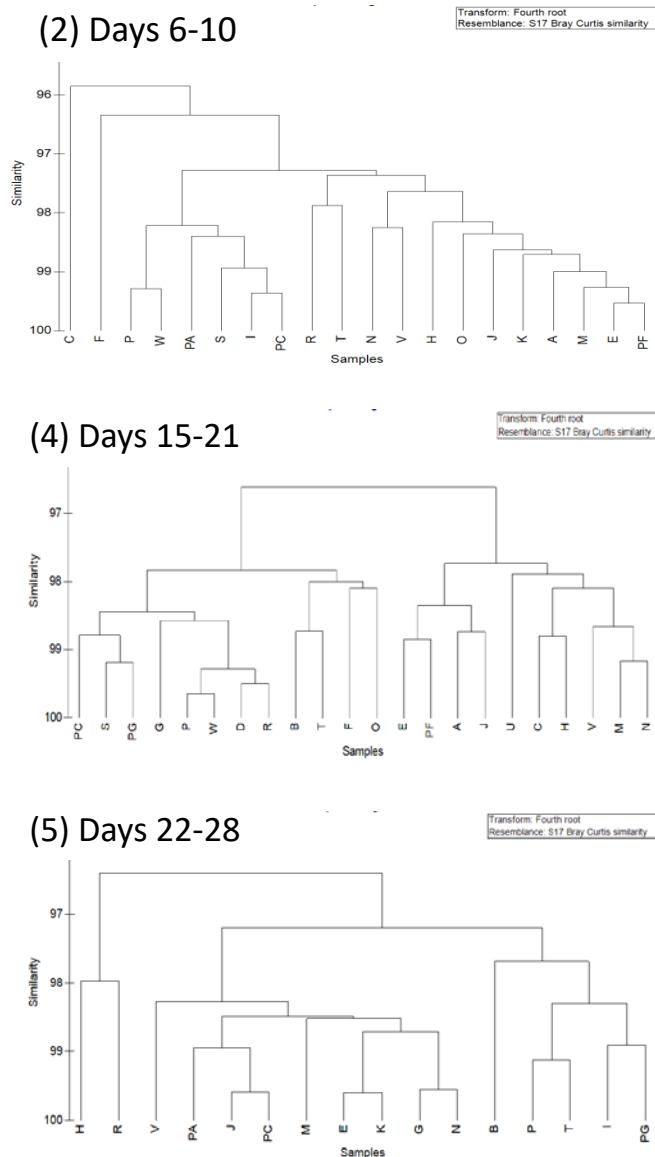 (2) Days 6-10
Transform: Fourth root
Resemblance: S17 Bray Curtis similarity
96
97
98
99
100
Similarity
C F P W PA S I PC R T N V H O J K A M E PF
Samples
(4) Days 15-21
Transform: Fourth root
Resemblance: S17 Bray Curtis similarity
97
98
99
100
Similarity
PC S PG G P W D R B T F O E PF A J U C H V M N
Samples
(5) Days 22-28
Transform: Fourth root
Resemblance: S17 Bray Curtis similarity
97
98
99
100
Similarity
H R V PA J PC M E K G N B P T I PG
Samples